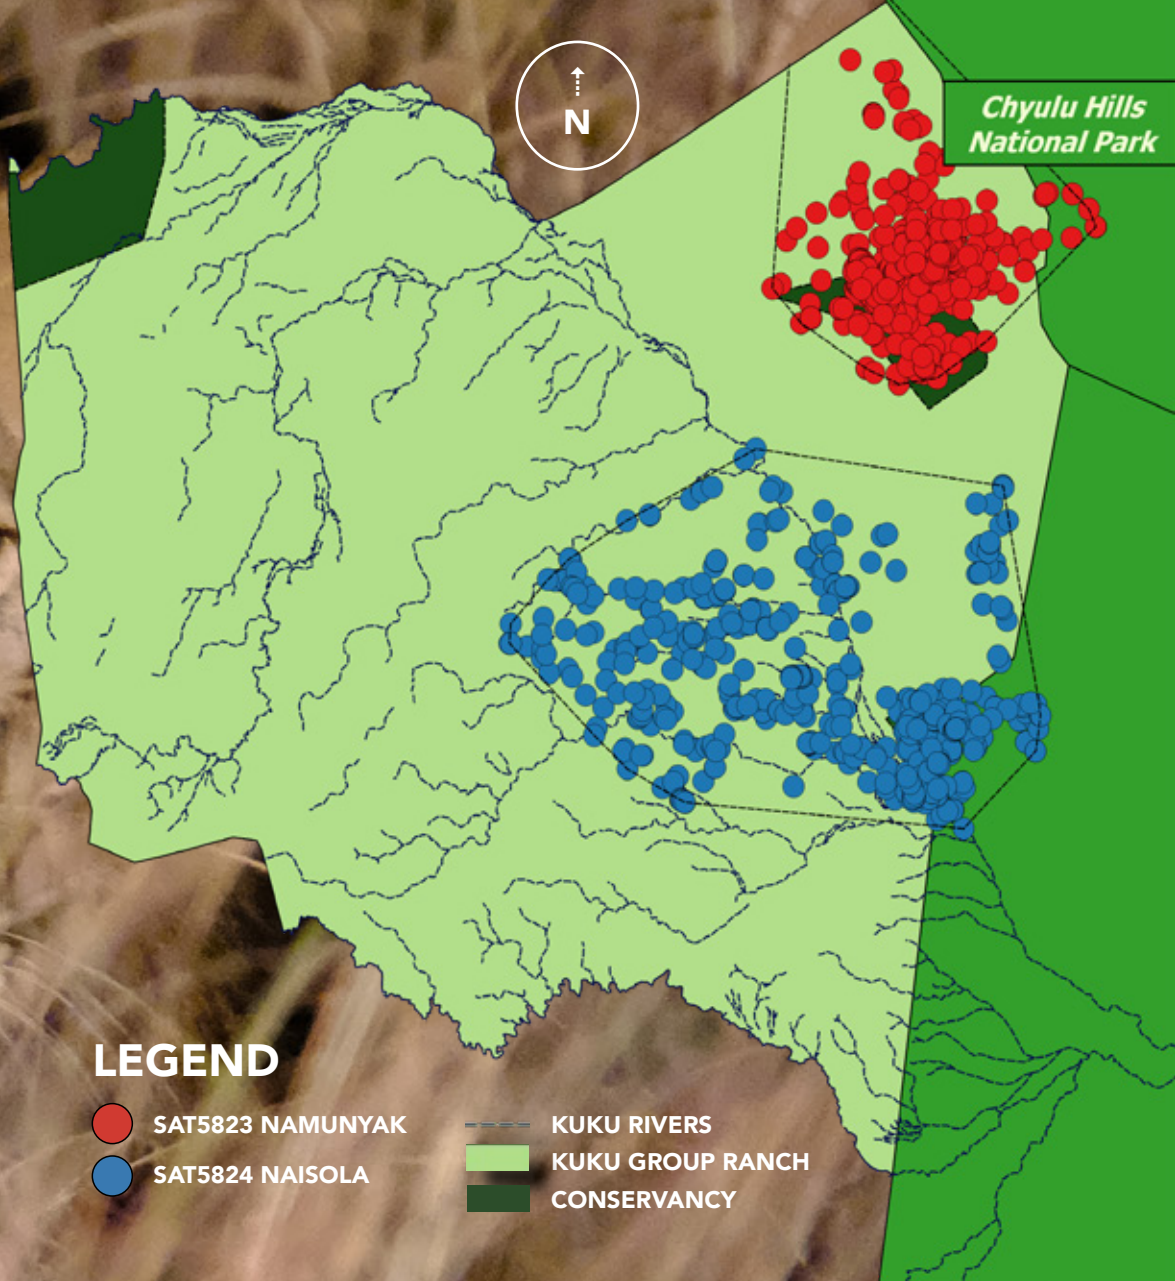 N
Chyulu Hills
National Park
LEGEND
SAT5823 NAMUNYAK
SAT5824 NAISOLA
KUKU RIVERS
KUKU GROUP RANCH
CONSERVANCY